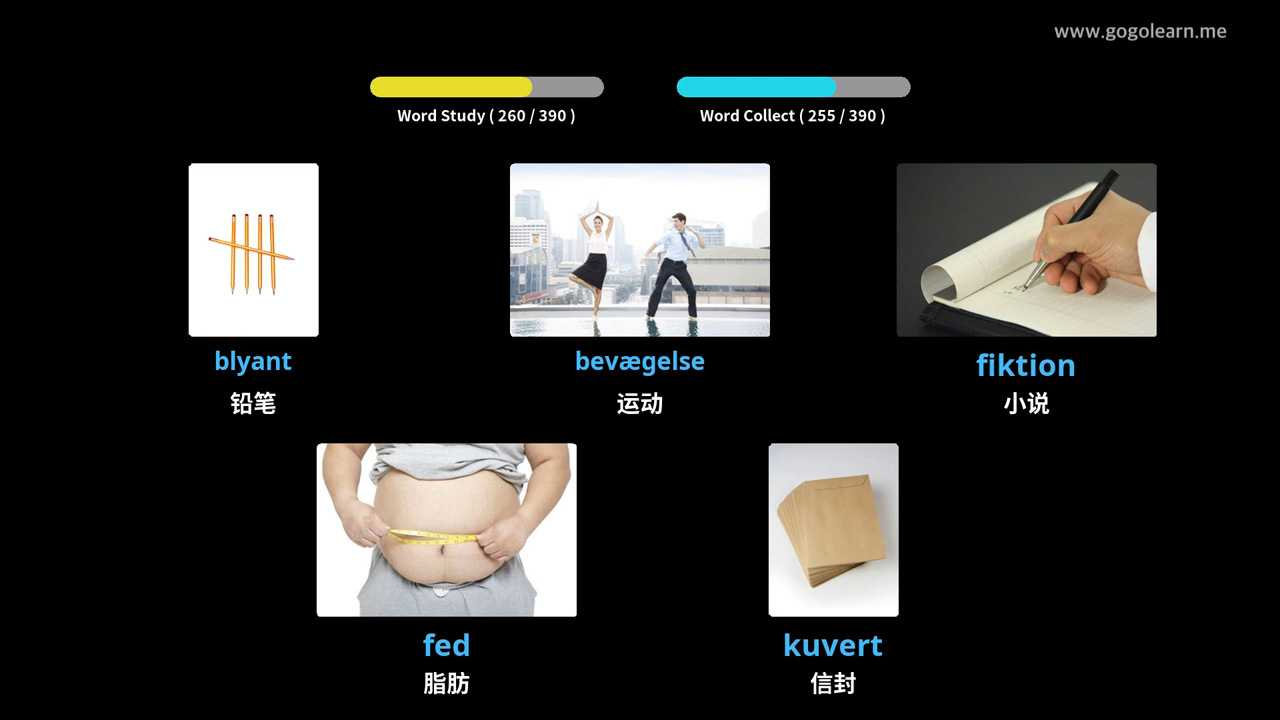 www.gogolearn.me
Word Study ( 260 / 390 )
Word Collect ( 255 / 390 )
blyant
铅笔
bevægelse
运动
fiktion
小说
fed
脂肪
kuvert
信封